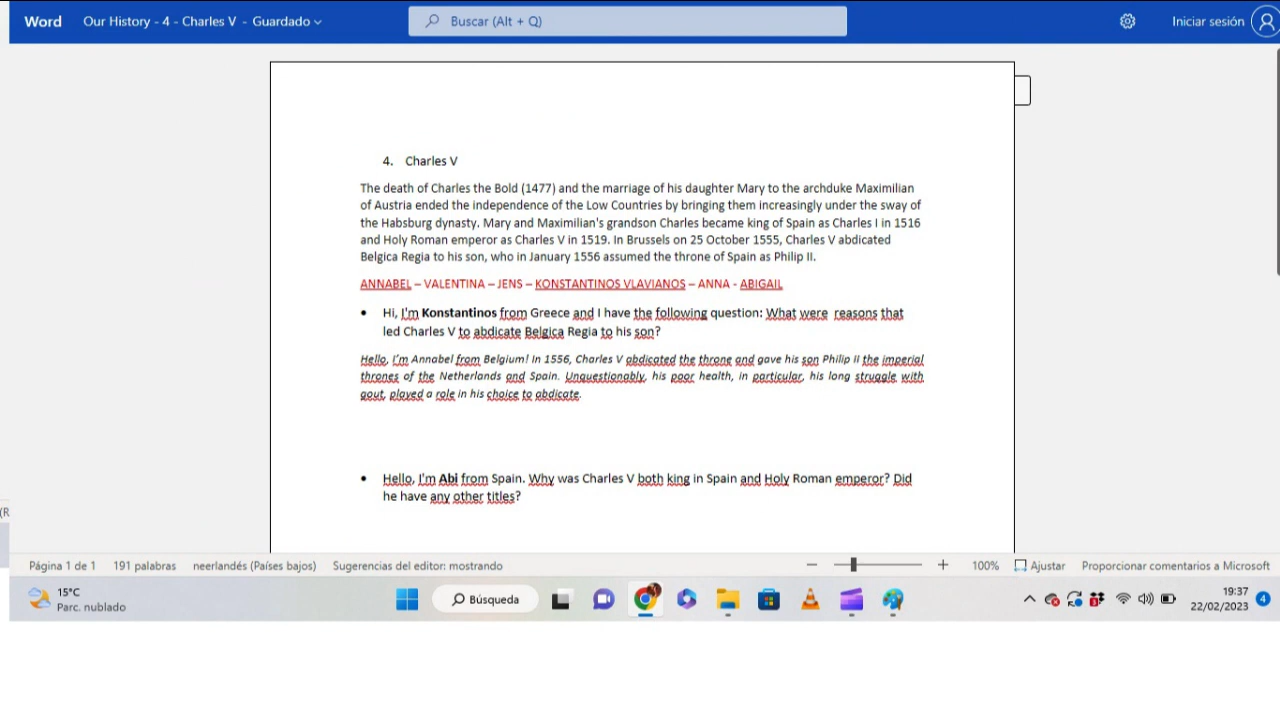 Word Our History - 4 - Charles V - Guardado Buscar (Alt + Q) Iniciar sesión
4. Charles V
The death of Charles the Bold (1477) and the marriage of his daughter Mary to the archduke Maximilian
of Austria ended the independence of the Low Countries by bringing them increasingly under the sway of
the Habsburg dynasty. Mary and Maximilian's grandson Charles became king of Spain as Charles I in 1516
and Holy Roman emperor as Charles V in 1519. In Brussels on 25 October 1555, Charles V abdicated
Belgica Regia to his son, who in January 1556 assumed the throne of Spain as Philip II.
ANNABEL – VALENTINA – JENS – KONSTANTINOS VLAVIANOS – ANNA - ABIGAIL
• Hi, I'm Konstantinos from Greece and I have the following question: What were reasons that
led Charles V to abdicate Belgica Regia to his son?
Hello, I'm Annabel from Belgium! In 1556, Charles V abdicated the throne and gave his son Philip II the imperial
thrones of the Netherlands and Spain. Unquestionably, his poor health, in particular, his long struggle with
gout, played a role in his choice to abdicate.
• Hello, I'm Abi from Spain. Why was Charles V both king in Spain and Holy Roman emperor? Did
he have any other titles?
(R
Página 1 de 1 191 palabras neerlandés (Países bajos) Sugerencias del editor: mostrando 100% Ajustar Proporcionar comentarios a Microsoft
15°C
Parc. nublado
Búsqueda
19:37
22/02/2023
4